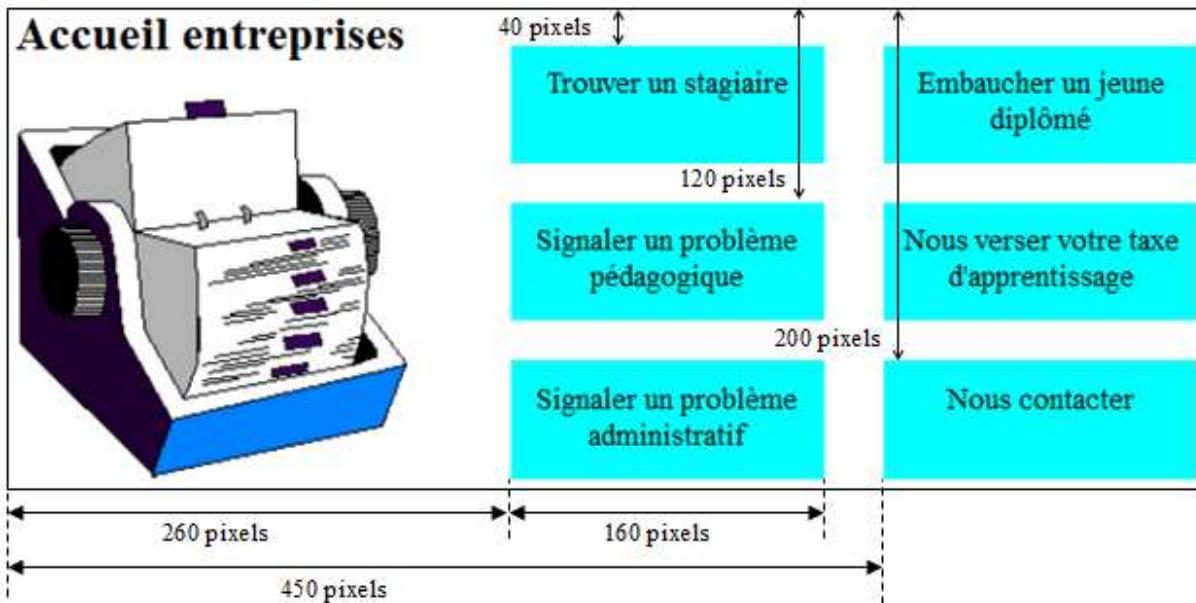 Accueil entreprises
40 pixels
Trouver un stagiaire
Embaucher un jeune
diplômé
120 pixels
Signaler un problème
pédagogique
Nous verser votre taxe
d'apprentissage
200 pixels
Signaler un problème
administratif
Nous contacter
260 pixels
160 pixels
450 pixels